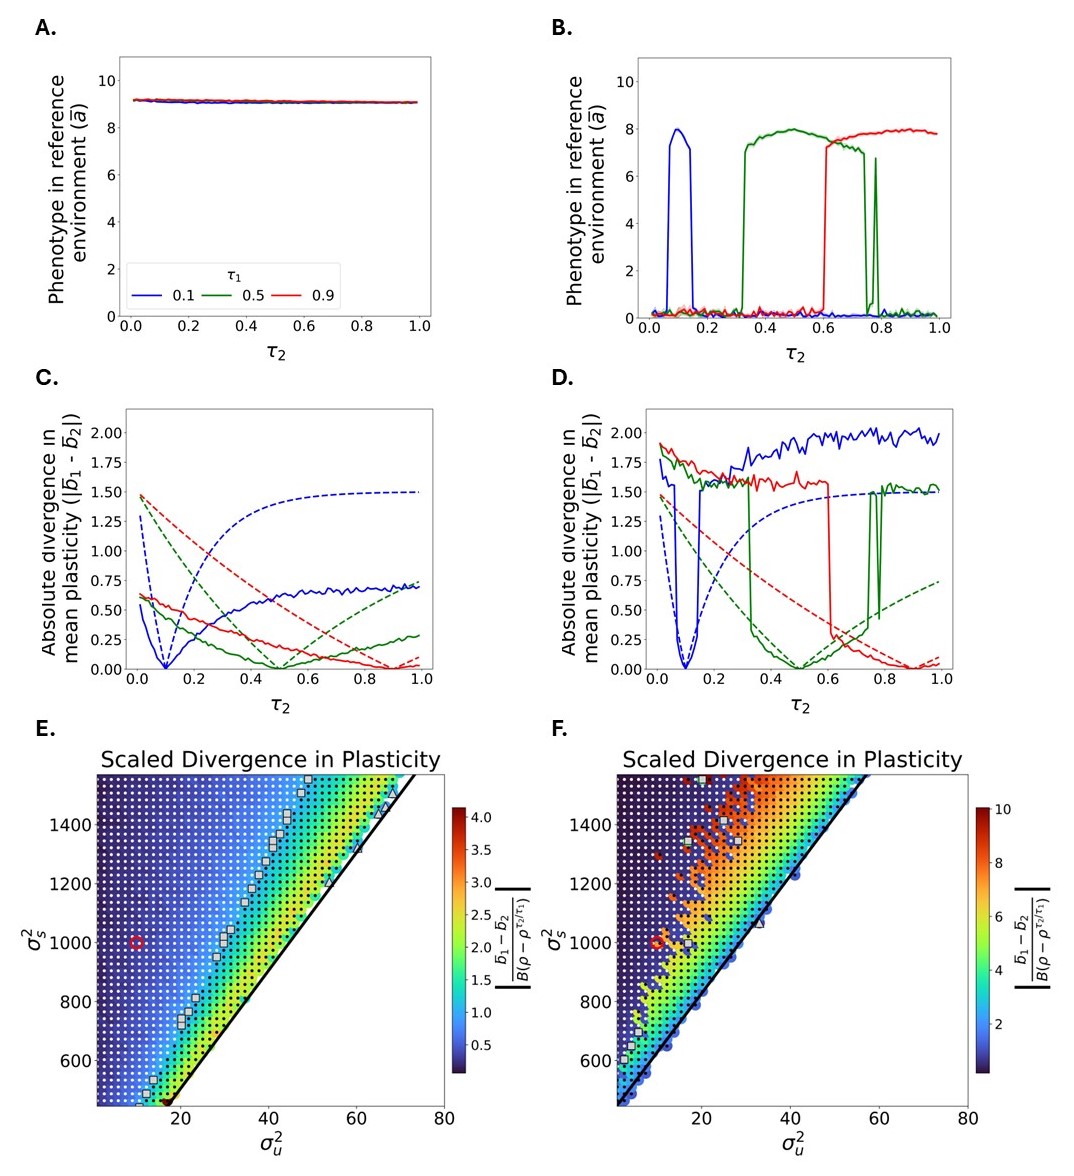 A.
Phenotype in reference
environment (a̅)
10
8
6
4
2
0
τ1
0.1 0.5 0.9
0.0 0.2 0.4 0.6 0.8 1.0
τ2
B.
Phenotype in reference
environment (a̅)
10
8
6
4
2
0
0.0 0.2 0.4 0.6 0.8 1.0
τ2
C.
Absolute divergence in
mean plasticity (|b̅1 - b̅2|)
2.00
1.75
1.50
1.25
1.00
0.75
0.50
0.25
0.00
0.0 0.2 0.4 0.6 0.8 1.0
τ2
D.
Absolute divergence in
mean plasticity (|b̅1 - b̅2|)
2.00
1.75
1.50
1.25
1.00
0.75
0.50
0.25
0.00
0.0 0.2 0.4 0.6 0.8 1.0
τ2
E.
Scaled Divergence in Plasticity
σs²
1400
1200
1000
800
600
20 40 60 80
σu²
4.0
3.5
3.0
2.5
2.0
1.5
1.0
0.5
|b̅1 − b̅2 / B(ρ − ρ^τ2/τ1)|
F.
Scaled Divergence in Plasticity
σs²
1400
1200
1000
800
600
20 40 60 80
σu²
10
8
6
4
2
|b̅1 − b̅2 / B(ρ − ρ^τ2/τ1)|